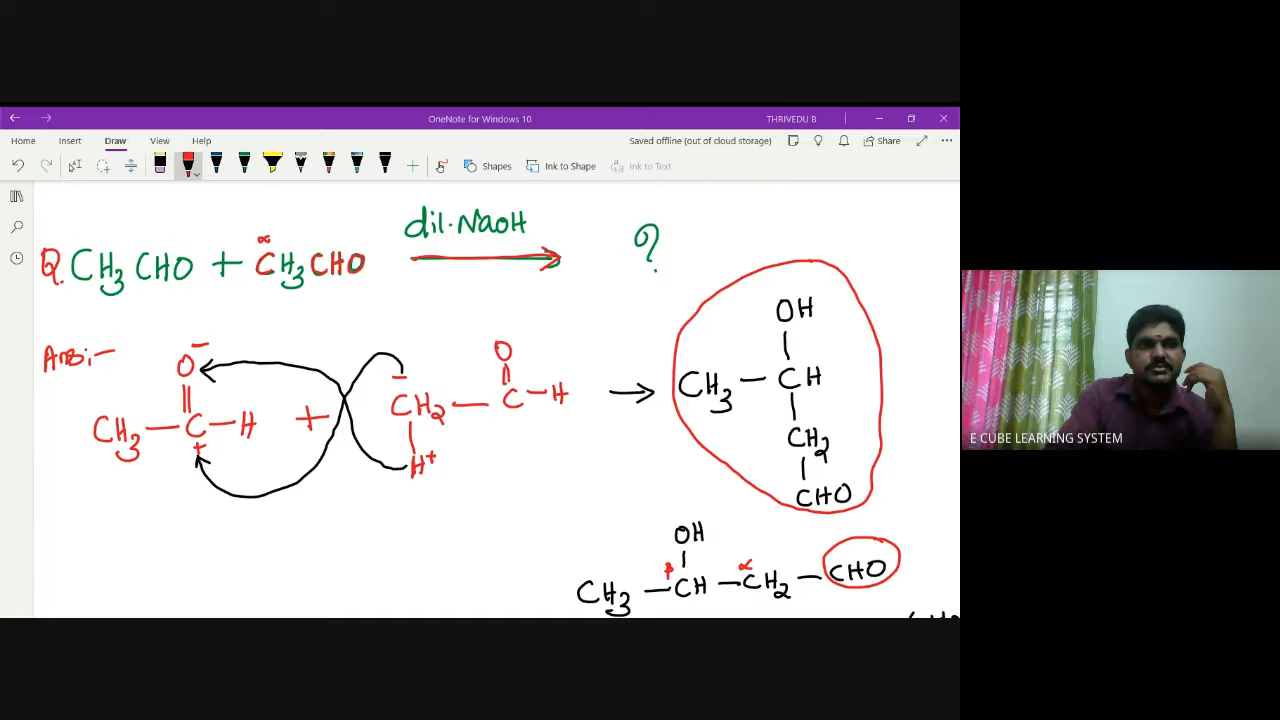 OneNote for Windows 10
THRIVEDU B
Home Insert Draw View Help
Saved offline (out of cloud storage)
Share
Shapes
Ink to Shape
Ink to Text
Q. CH3 CHO + CH3CHO
α
dil·NaOH
?
Ans:-
O−
CH3 — C — H
+
+
−
CH2 — C — H
O
H+
OH
CH3 — CH
CH2
CHO
OH
CH3 — CH — CH2 — CHO
β α
E CUBE LEARNING SYSTEM